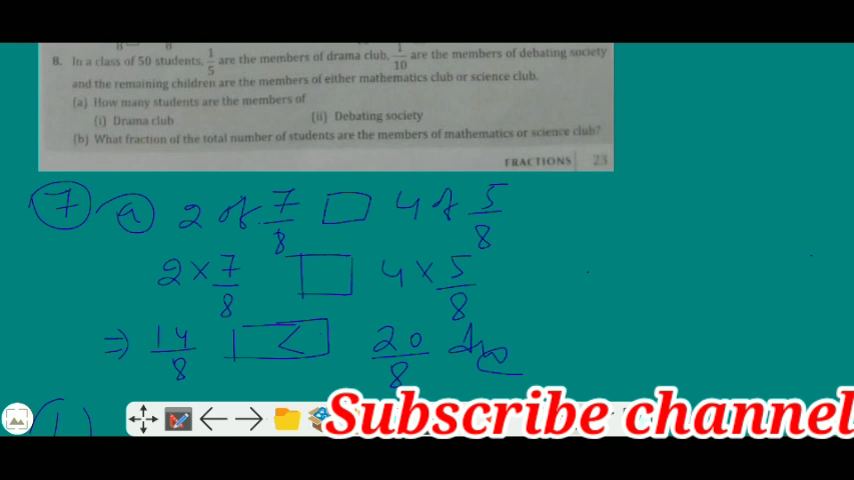 8. In a class of 50 students, 1/5 are the members of drama club, 1/10 are the members of debating society
and the remaining children are the members of either mathematics club or science club.
(a) How many students are the members of
(i) Drama club (ii) Debating society
(b) What fraction of the total number of students are the members of mathematics or science club?
FRACTIONS 23
7 a 2 of 7/8 □ 4 of 5/8
2 × 7/8 □ 4 × 5/8
⇒ 14/8 < 20/8 Ans
Subscribe channel